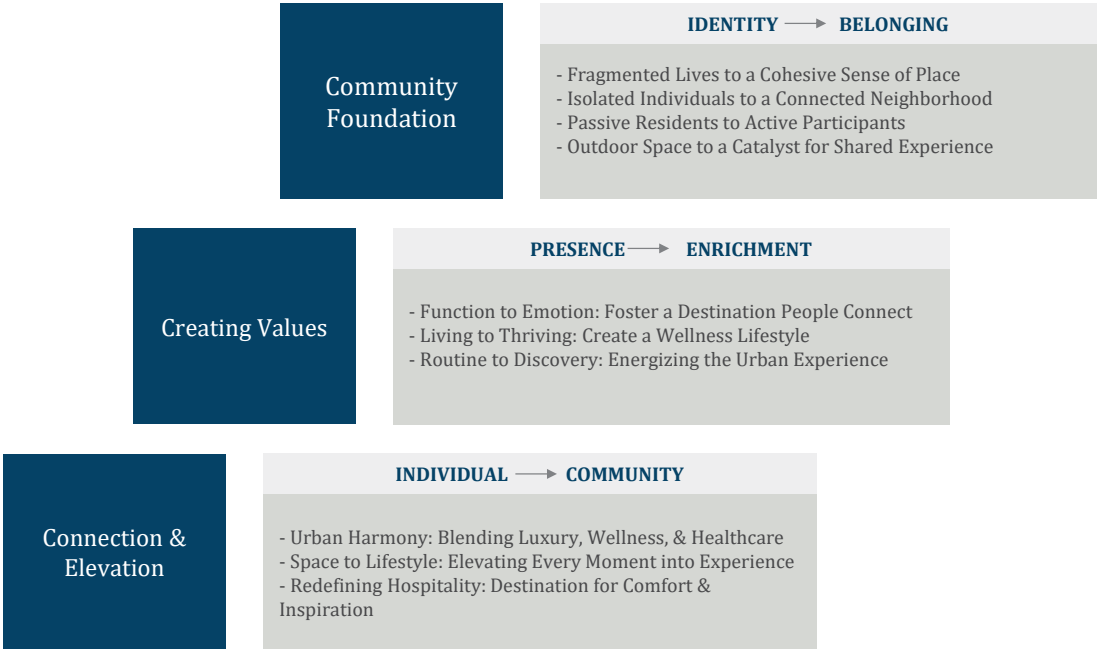 Community
Foundation
IDENTITY → BELONGING
- Fragmented Lives to a Cohesive Sense of Place
- Isolated Individuals to a Connected Neighborhood
- Passive Residents to Active Participants
- Outdoor Space to a Catalyst for Shared Experience
Creating Values
PRESENCE → ENRICHMENT
- Function to Emotion: Foster a Destination People Connect
- Living to Thriving: Create a Wellness Lifestyle
- Routine to Discovery: Energizing the Urban Experience
Connection &
Elevation
INDIVIDUAL → COMMUNITY
- Urban Harmony: Blending Luxury, Wellness, & Healthcare
- Space to Lifestyle: Elevating Every Moment into Experience
- Redefining Hospitality: Destination for Comfort &
Inspiration